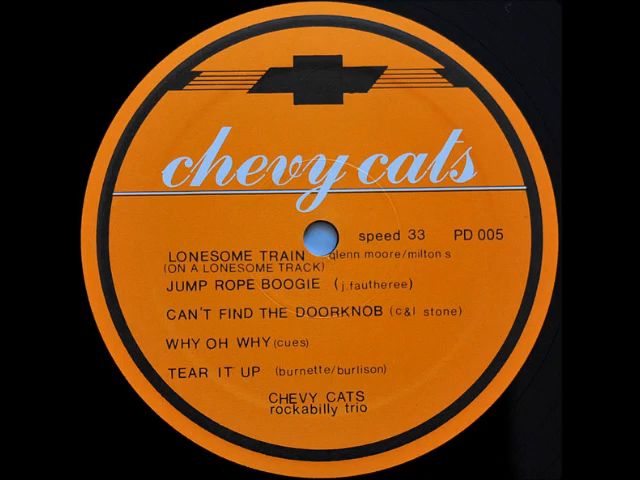 chevy cats
speed 33 PD 005
LONESOME TRAIN glenn moore/milton s
(ON A LONESOME TRACK)
JUMP ROPE BOOGIE (j.fautheree)
CAN'T FIND THE DOORKNOB (c&l stone)
WHY OH WHY (cues)
TEAR IT UP (burnette/burlison)
CHEVY CATS
rockabilly trio